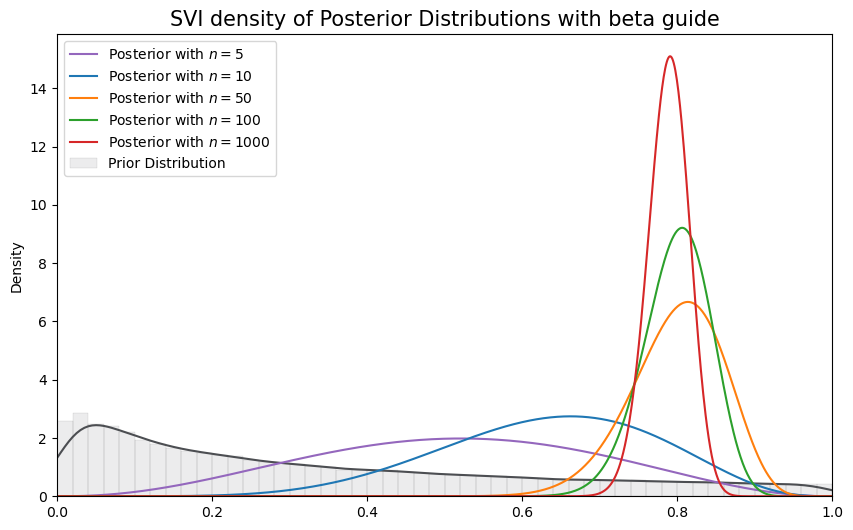 SVI density of Posterior Distributions with beta guide
Posterior with n = 5
Posterior with n = 10
Posterior with n = 50
Posterior with n = 100
Posterior with n = 1000
Prior Distribution
Density
14
12
10
8
6
4
2
0
0.0 0.2 0.4 0.6 0.8 1.0